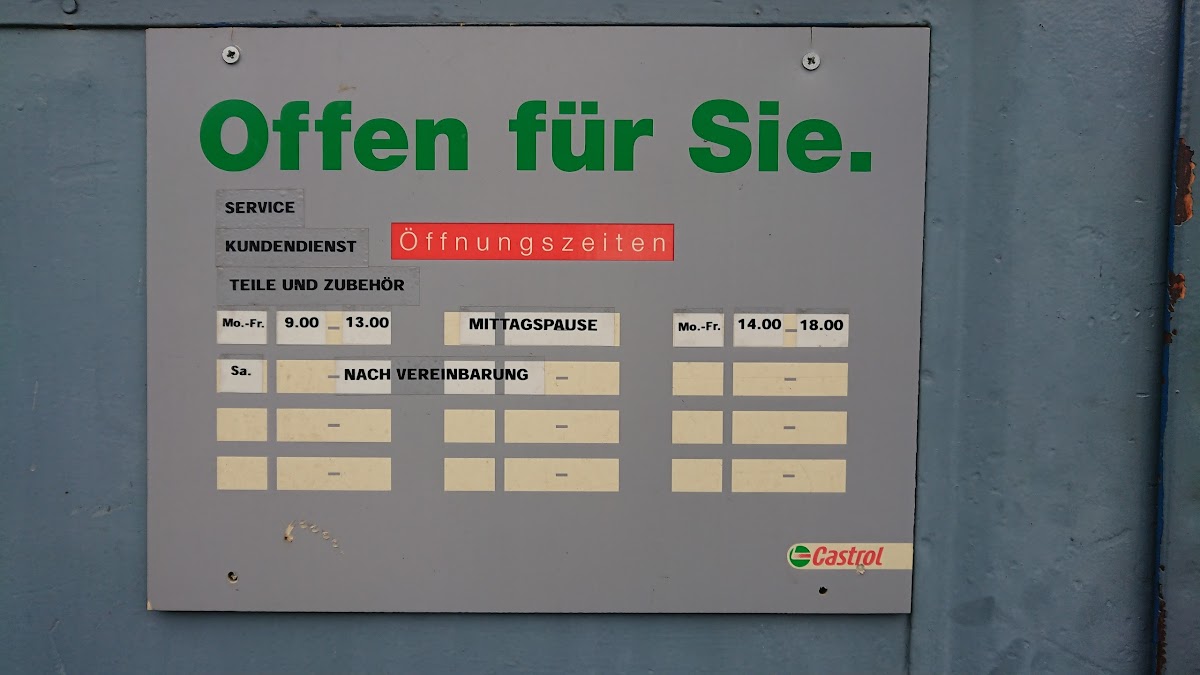 Offen für Sie.
SERVICE
KUNDENDIENST
Öffnungszeiten
TEILE UND ZUBEHÖR
Mo.-Fr. 9.00 – 13.00 MITTAGSPAUSE Mo.-Fr. 14.00 – 18.00
Sa. – NACH VEREINBARUNG – –
– – –
– – –
Castrol